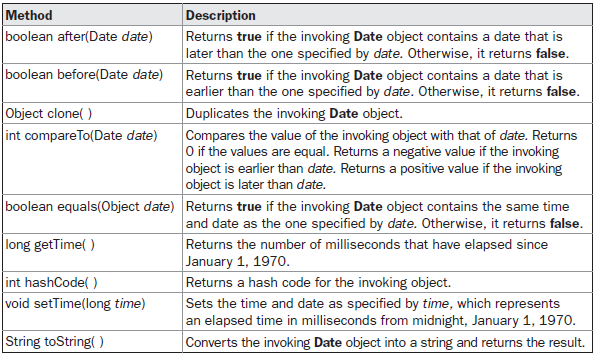 Method Description
boolean after(Date date) Returns true if the invoking Date object contains a date that is
later than the one specified by date. Otherwise, it returns false.
boolean before(Date date) Returns true if the invoking Date object contains a date that is
earlier than the one specified by date. Otherwise, it returns false.
Object clone( ) Duplicates the invoking Date object.
int compareTo(Date date) Compares the value of the invoking object with that of date. Returns
0 if the values are equal. Returns a negative value if the invoking
object is earlier than date. Returns a positive value if the invoking
object is later than date.
boolean equals(Object date) Returns true if the invoking Date object contains the same time
and date as the one specified by date. Otherwise, it returns false.
long getTime( ) Returns the number of milliseconds that have elapsed since
January 1, 1970.
int hashCode( ) Returns a hash code for the invoking object.
void setTime(long time) Sets the time and date as specified by time, which represents
an elapsed time in milliseconds from midnight, January 1, 1970.
String toString( ) Converts the invoking Date object into a string and returns the result.